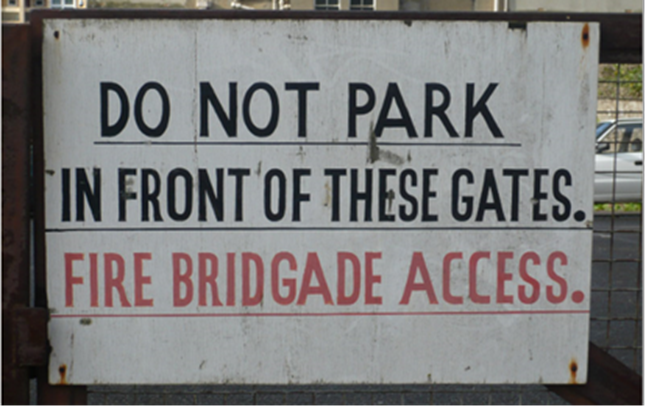 DO NOT PARK
IN FRONT OF THESE GATES.
FIRE BRIDGADE ACCESS.